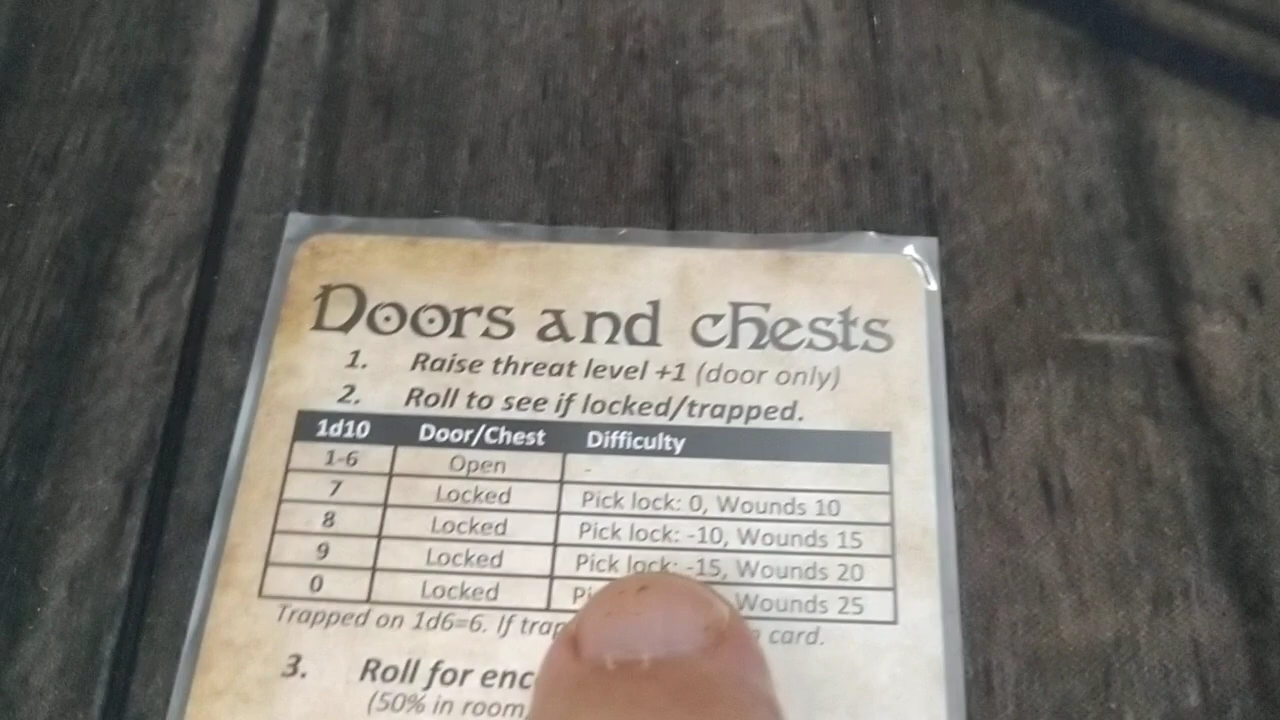 Doors and chests
1. Raise threat level +1 (door only)
2. Roll to see if locked/trapped.
1d10 Door/Chest Difficulty
1-6 Open -
7 Locked Pick lock: 0, Wounds 10
8 Locked Pick lock: -10, Wounds 15
9 Locked Pick lock: -15, Wounds 20
0 Locked Wounds 25
Trapped on 1d6=6. If card.
3. Roll for
(50% in room